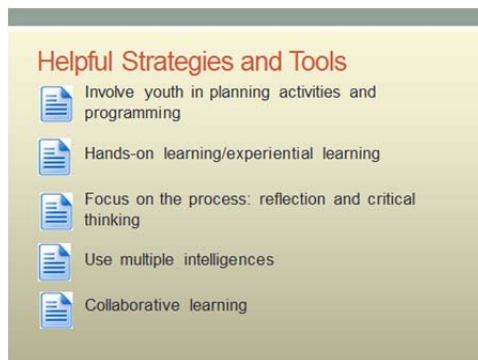 Helpful Strategies and Tools
Involve youth in planning activities and
programming
Hands-on learning/experiential learning
Focus on the process: reflection and critical
thinking
Use multiple intelligences
Collaborative learning